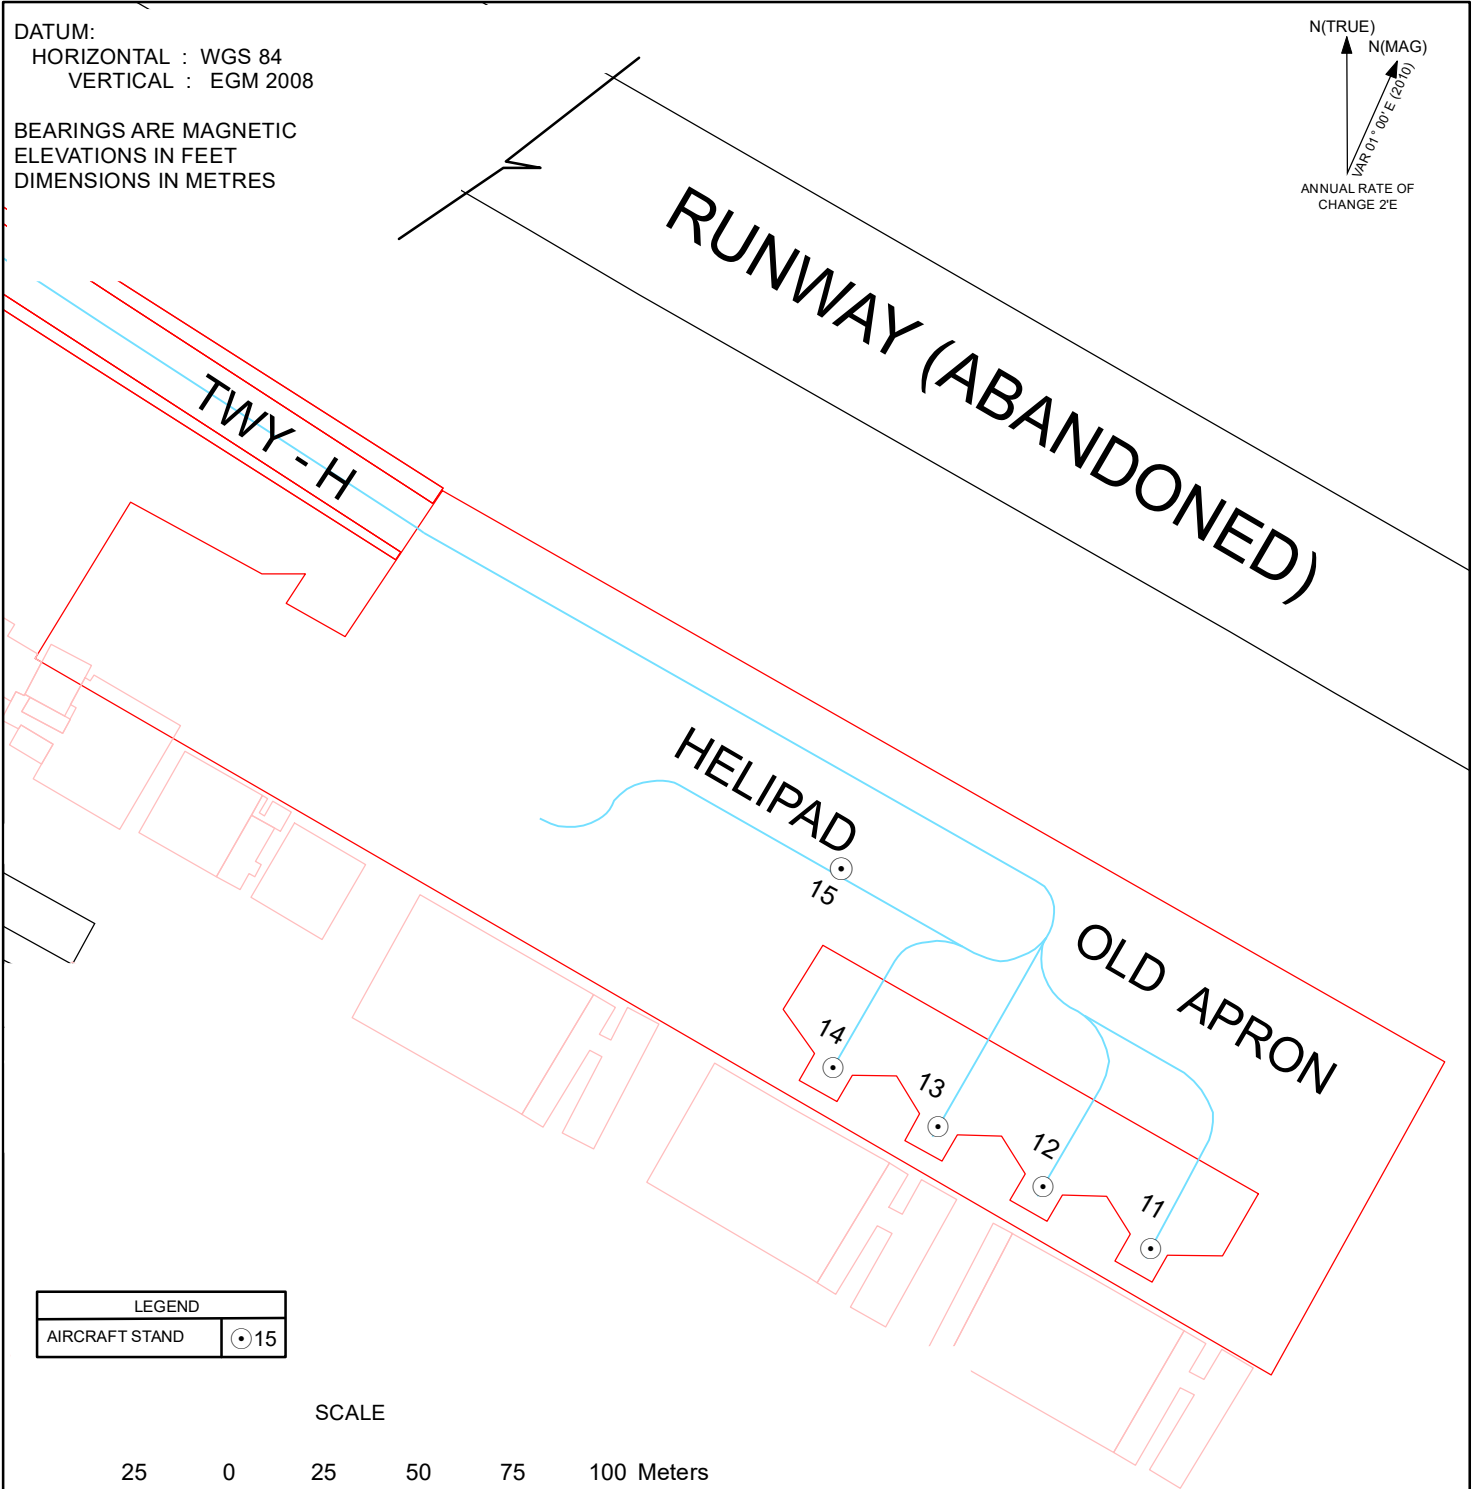 DATUM:
HORIZONTAL : WGS 84
VERTICAL : EGM 2008
BEARINGS ARE MAGNETIC
ELEVATIONS IN FEET
DIMENSIONS IN METRES
N(TRUE)
N(MAG)
VAR 01° 00' E (2010)
ANNUAL RATE OF
CHANGE 2'E
RUNWAY (ABANDONED)
TWY - H
HELIPAD
15
OLD APRON
14
13
12
11
LEGEND
AIRCRAFT STAND 15
SCALE
25 0 25 50 75 100 Meters